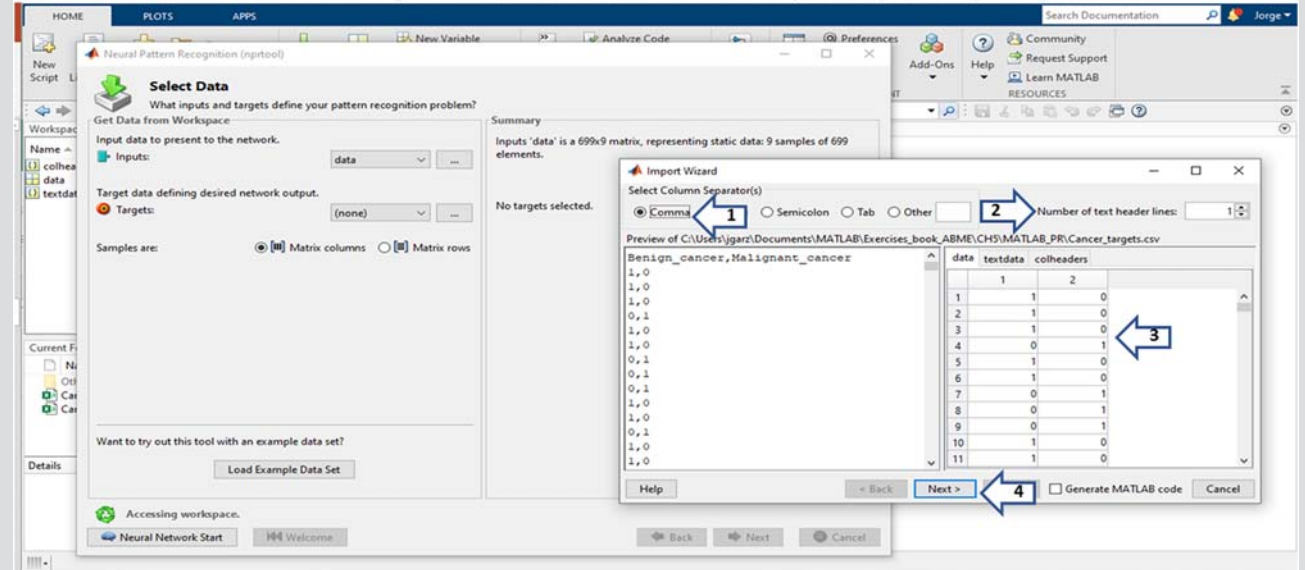 HOME PLOTS APPS Search Documentation Jorge
New Variable Analyze Code Preferences Community
New Script Add-Ons Help Request Support
Learn MATLAB
RESOURCES
Neural Pattern Recognition (nprtool)
Select Data
What inputs and targets define your pattern recognition problem?
Get Data from Workspace
Input data to present to the network.
Inputs: data ...
Target data defining desired network output.
Targets: (none) ...
Samples are: Matrix columns Matrix rows
Want to try out this tool with an example data set?
Load Example Data Set
Accessing workspace.
Neural Network Start Welcome Back Next Cancel
Summary
Inputs 'data' is a 699x9 matrix, representing static data: 9 samples of 699
elements.
No targets selected.
Workspac
Name
colhea
data
textdat
Current F
Details
Import Wizard
Select Column Separator(s)
Comma 1 Semicolon Tab Other 2 Number of text header lines: 1
Preview of C:\Users\jgarz\Documents\MATLAB\Exercises_book_ABME\CH5\MATLAB_PR\Cancer_targets.csv
Benign_cancer,Malignant_cancer
1,0
1,0
1,0
0,1
1,0
1,0
0,1
0,1
0,1
1,0
1,0
0,1
1,0
1,0
data textdata colheaders
1 2
1 1 0
2 1 0
3 1 0
4 0 1
5 1 0
6 1 0
7 0 1
8 0 1
9 0 1
10 1 0
11 1 0
3
Help < Back Next > 4 Generate MATLAB code Cancel